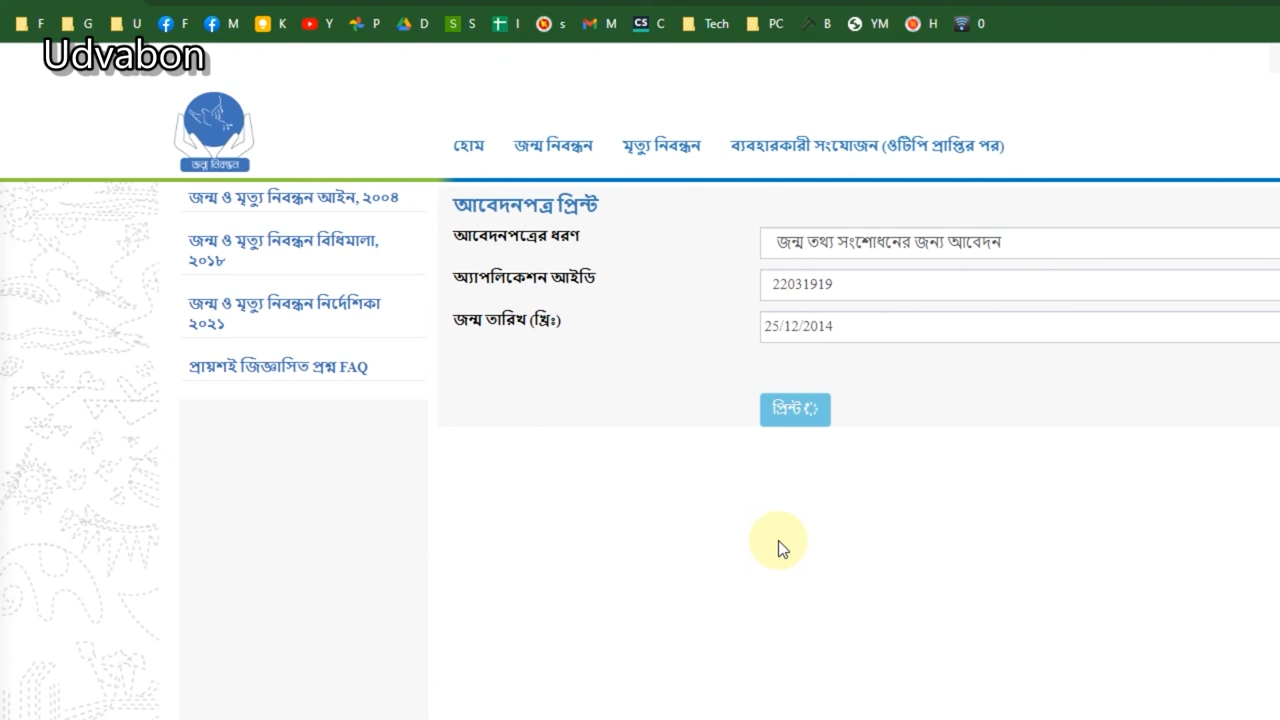 F G U F M K Y P D S I s M C Tech PC B YM H 0
Udvabon
জন্ম নিবন্ধন
হোম জন্ম নিবন্ধন মৃত্যু নিবন্ধন ব্যবহারকারী সংযোজন (ওটিপি প্রাপ্তির পর)
জন্ম ও মৃত্যু নিবন্ধন আইন, ২০০৪
জন্ম ও মৃত্যু নিবন্ধন বিধিমালা,
২০১৮
জন্ম ও মৃত্যু নিবন্ধন নির্দেশিকা
২০২১
প্রায়শই জিজ্ঞাসিত প্রশ্ন FAQ
আবেদনপত্র প্রিন্ট
আবেদনপত্রের ধরণ জন্ম তথ্য সংশোধনের জন্য আবেদন
অ্যাপলিকেশন আইডি 22031919
জন্ম তারিখ (খ্রিঃ) 25/12/2014
প্রিন্ট